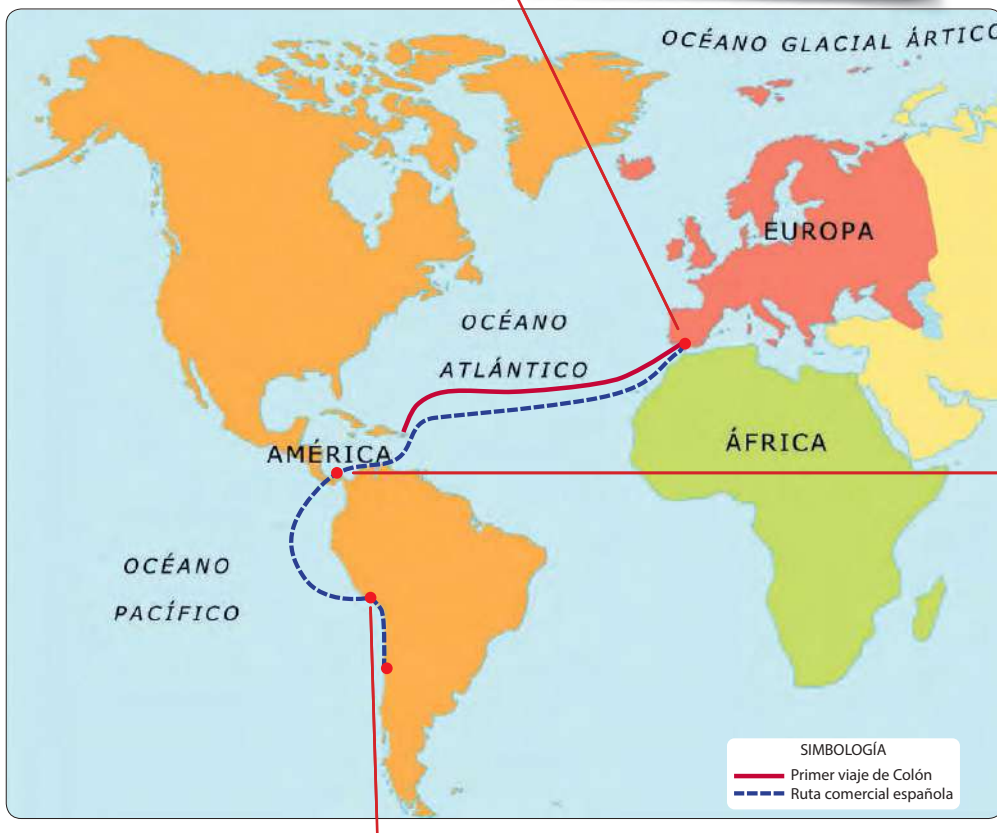 OCÉANO GLACIAL ÁRTICO
EUROPA
OCÉANO
ATLÁNTICO
AMÉRICA
ÁFRICA
OCÉANO
PACÍFICO
SIMBOLOGÍA
Primer viaje de Colón
Ruta comercial española